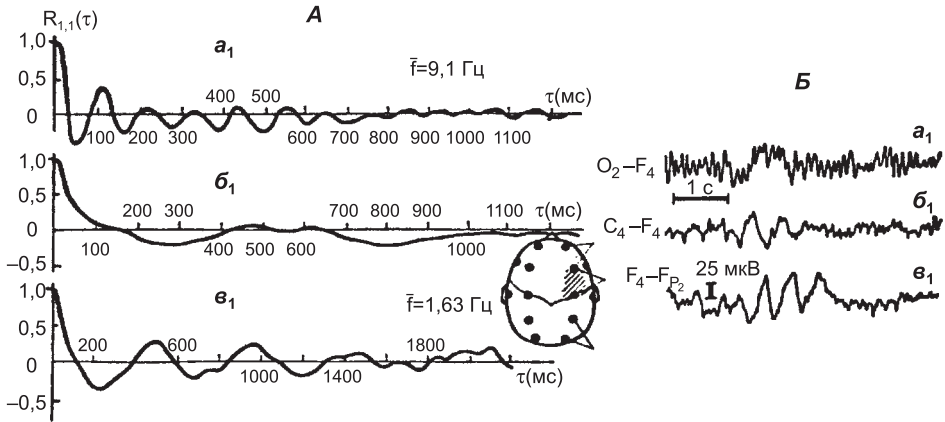 А
R1,1(τ)
1,0
а1
f̄=9,1 Гц
0,5
400 500
τ(мс)
0
100 200 300 600 700 800 900 1000 1100
1,0
б1
0,5
200 300 700 800 900 1100
τ(мс)
0
100 400 500 600 1000
–0,5
1,0
в1
f̄=1,63 Гц
0,5
200 600 1800
0
1000 1400
τ(мс)
–0,5
Б
а1
O2–F4
1 с
б1
C4–F4
F4–FP2
25 мкВ
в1